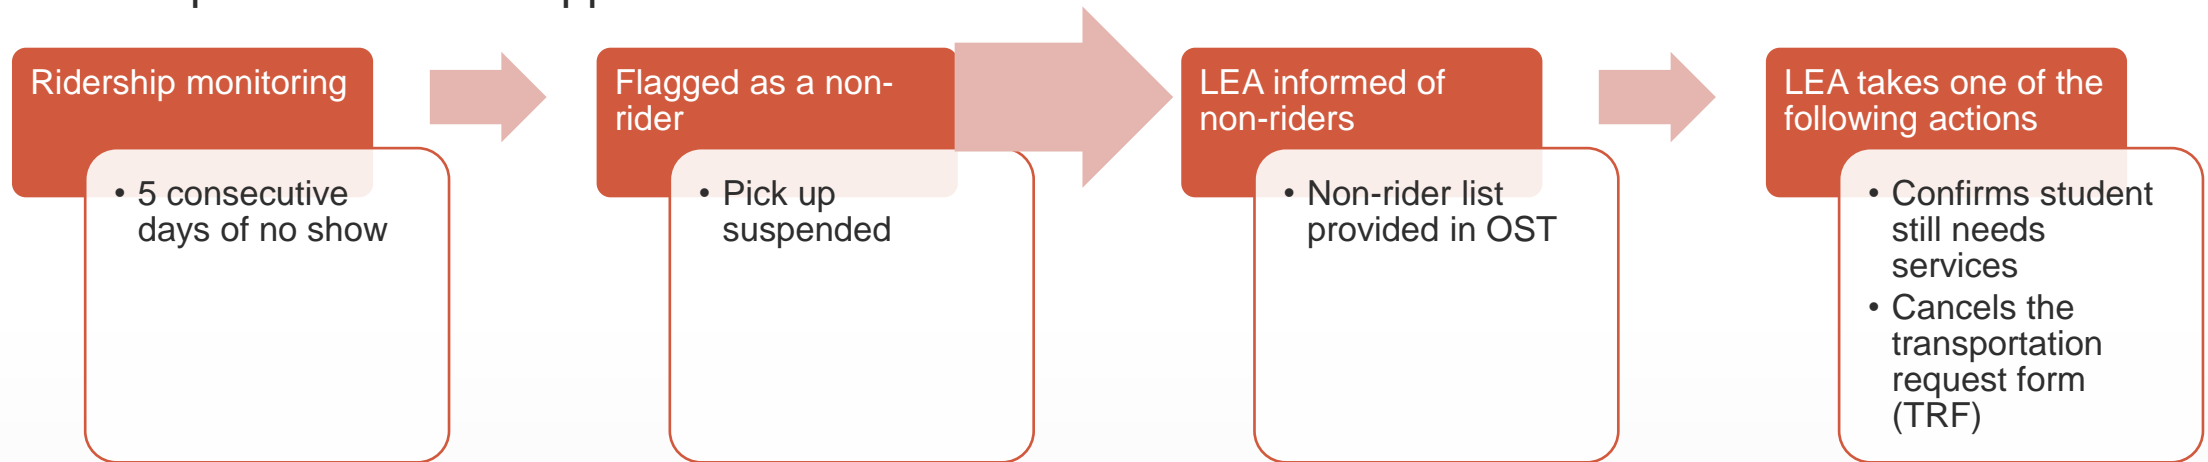 Ridership monitoring
• 5 consecutive
days of no show
Flagged as a non-
rider
• Pick up
suspended
LEA informed of
non-riders
• Non-rider list
provided in OST
LEA takes one of the
following actions
• Confirms student
still needs
services
• Cancels the
transportation
request form
(TRF)